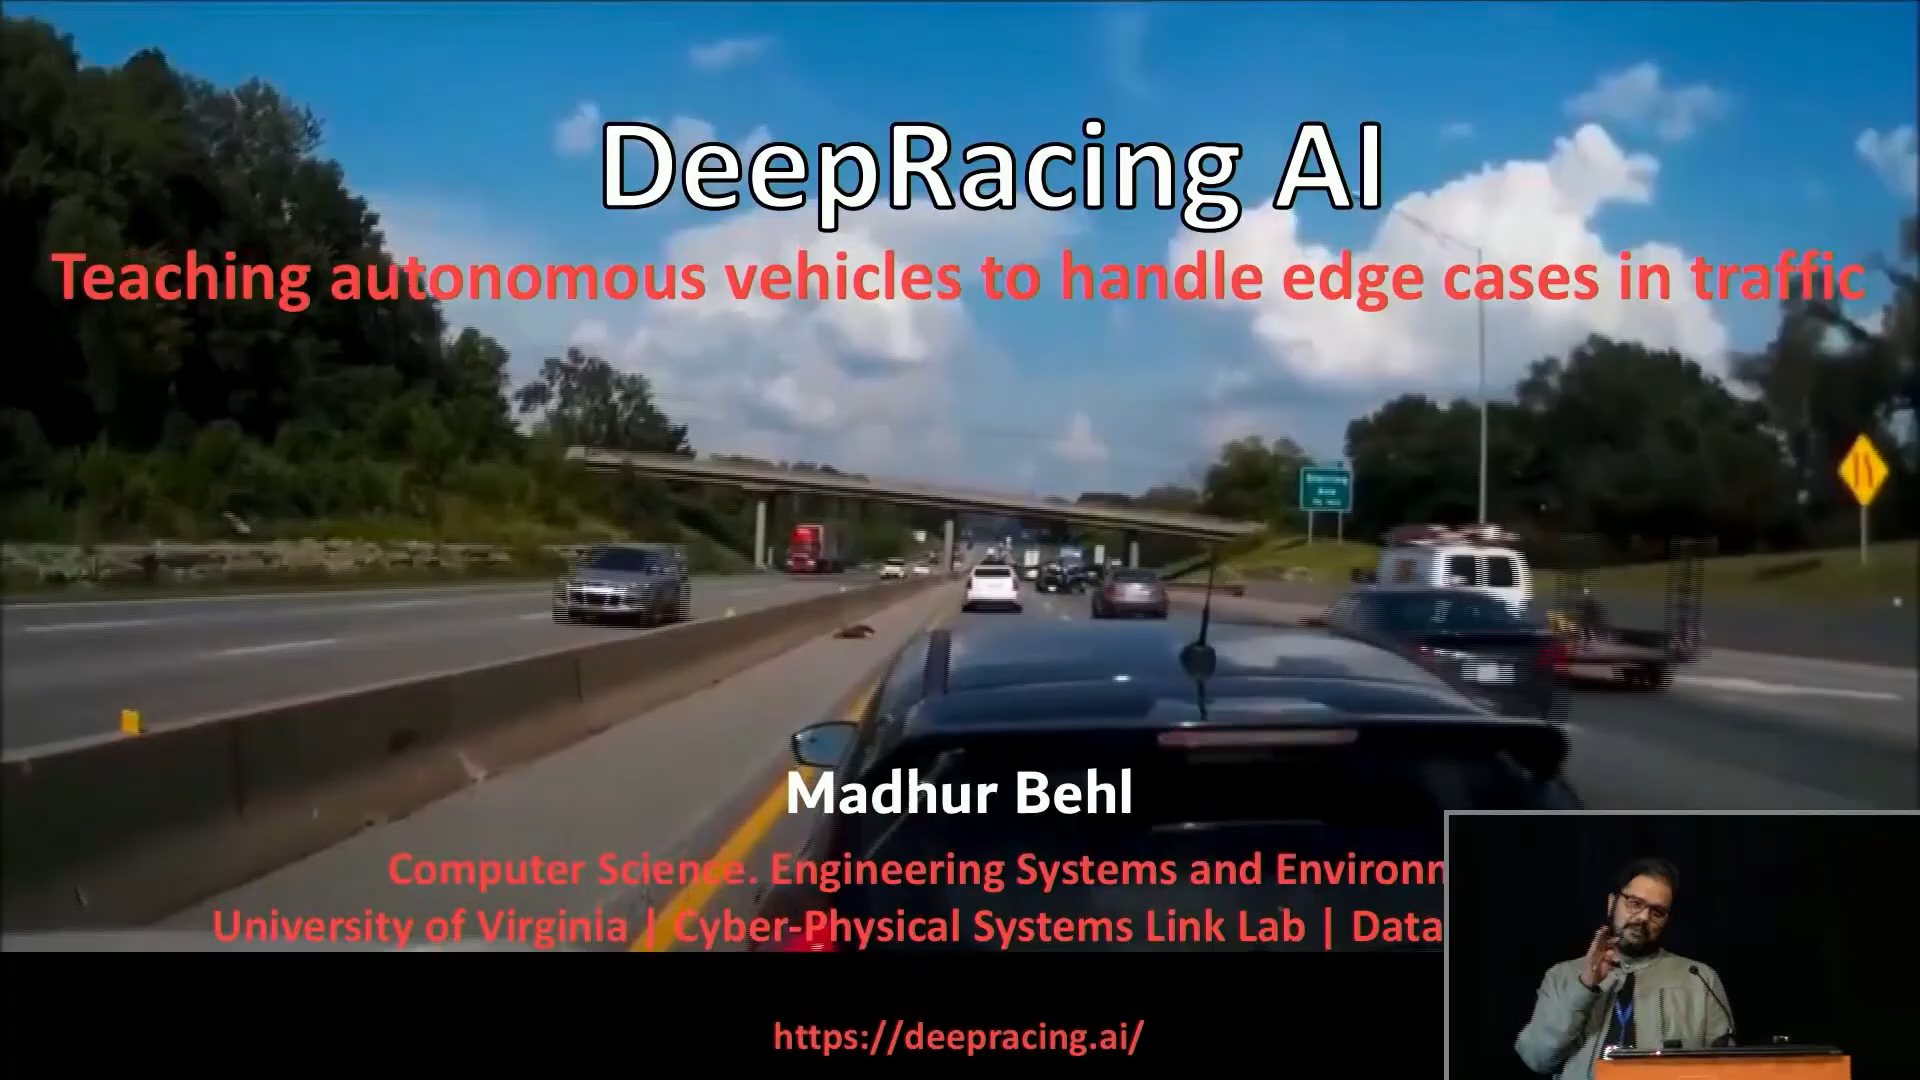 DeepRacing AI
Teaching autonomous vehicles to handle edge cases in traffic
Madhur Behl
Computer Science. Engineering Systems and Environ
University of Virginia | Cyber-Physical Systems Link Lab | Data
https://deepracing.ai/